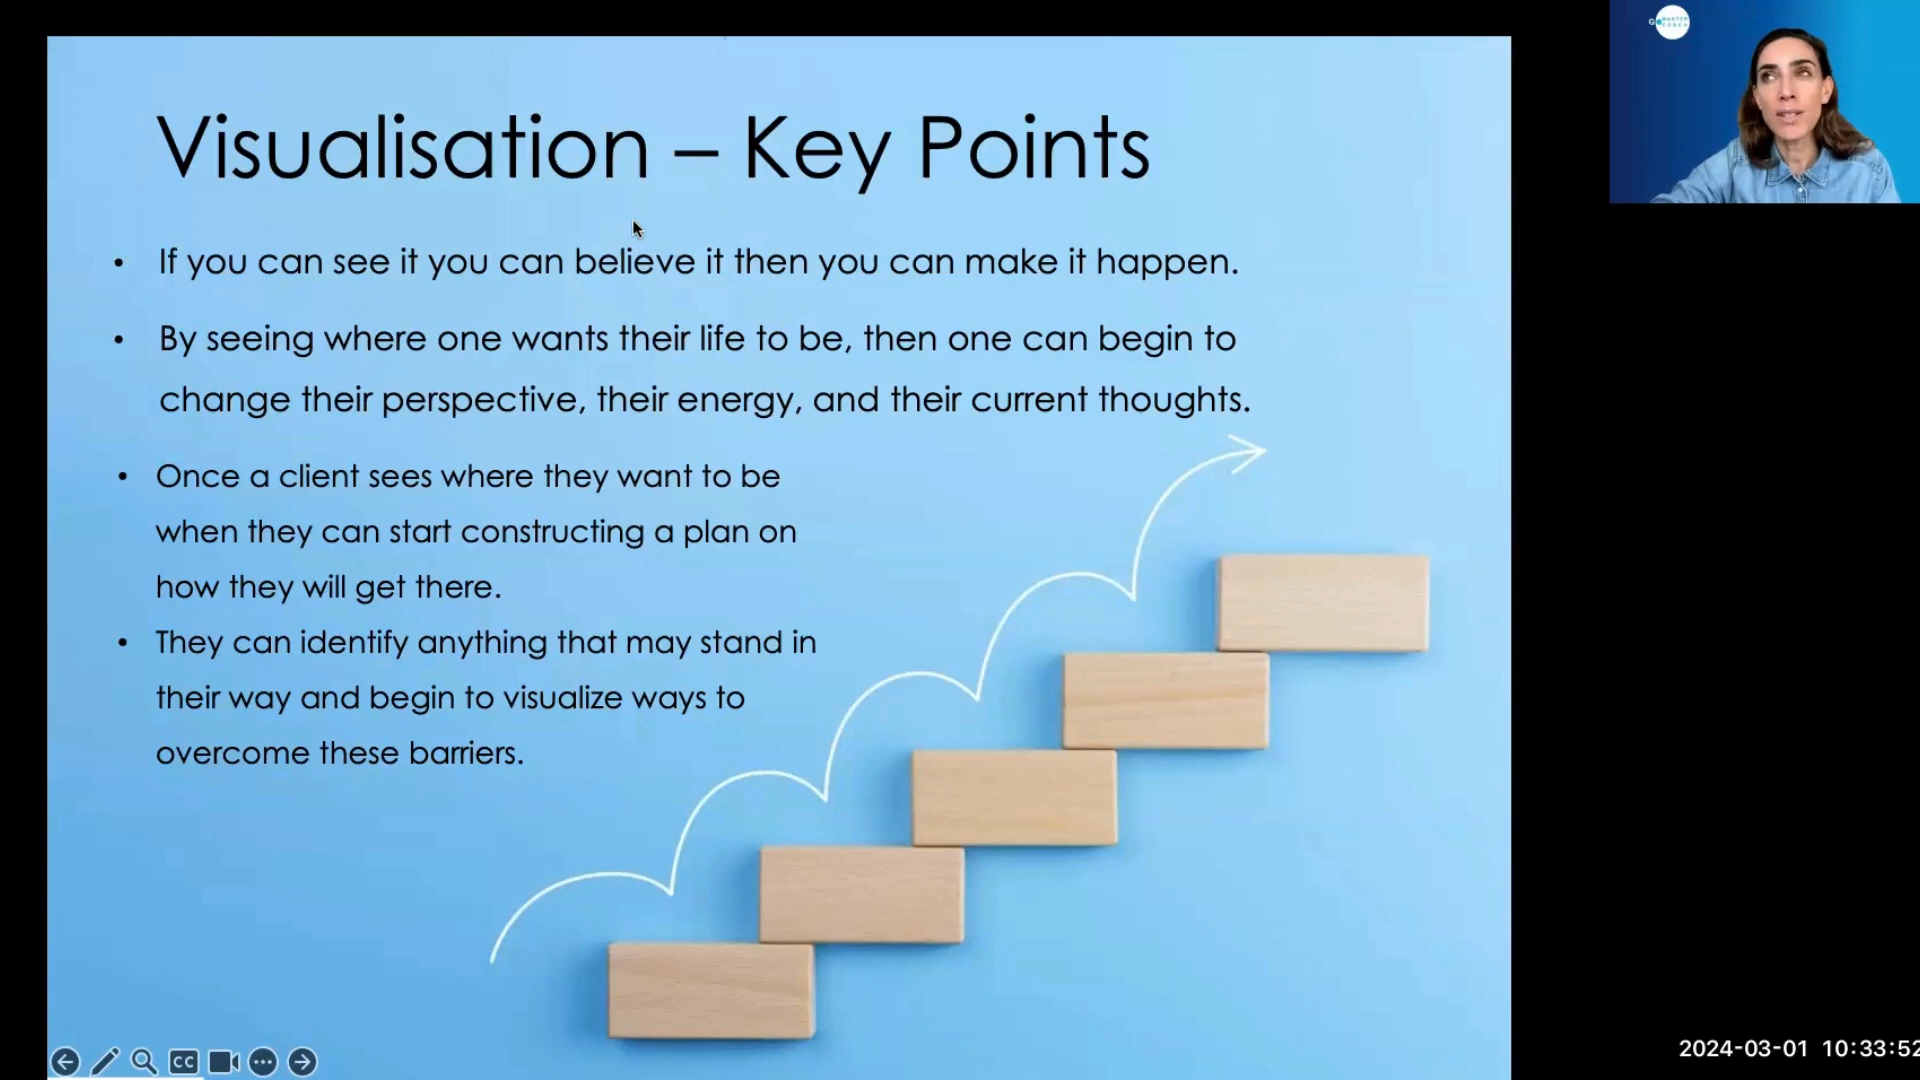 Visualisation – Key Points
• If you can see it you can believe it then you can make it happen.
• By seeing where one wants their life to be, then one can begin to
change their perspective, their energy, and their current thoughts.
• Once a client sees where they want to be
when they can start constructing a plan on
how they will get there.
• They can identify anything that may stand in
their way and begin to visualize ways to
overcome these barriers.
CC
MASTER
COACH
2024-03-01 10:33:52